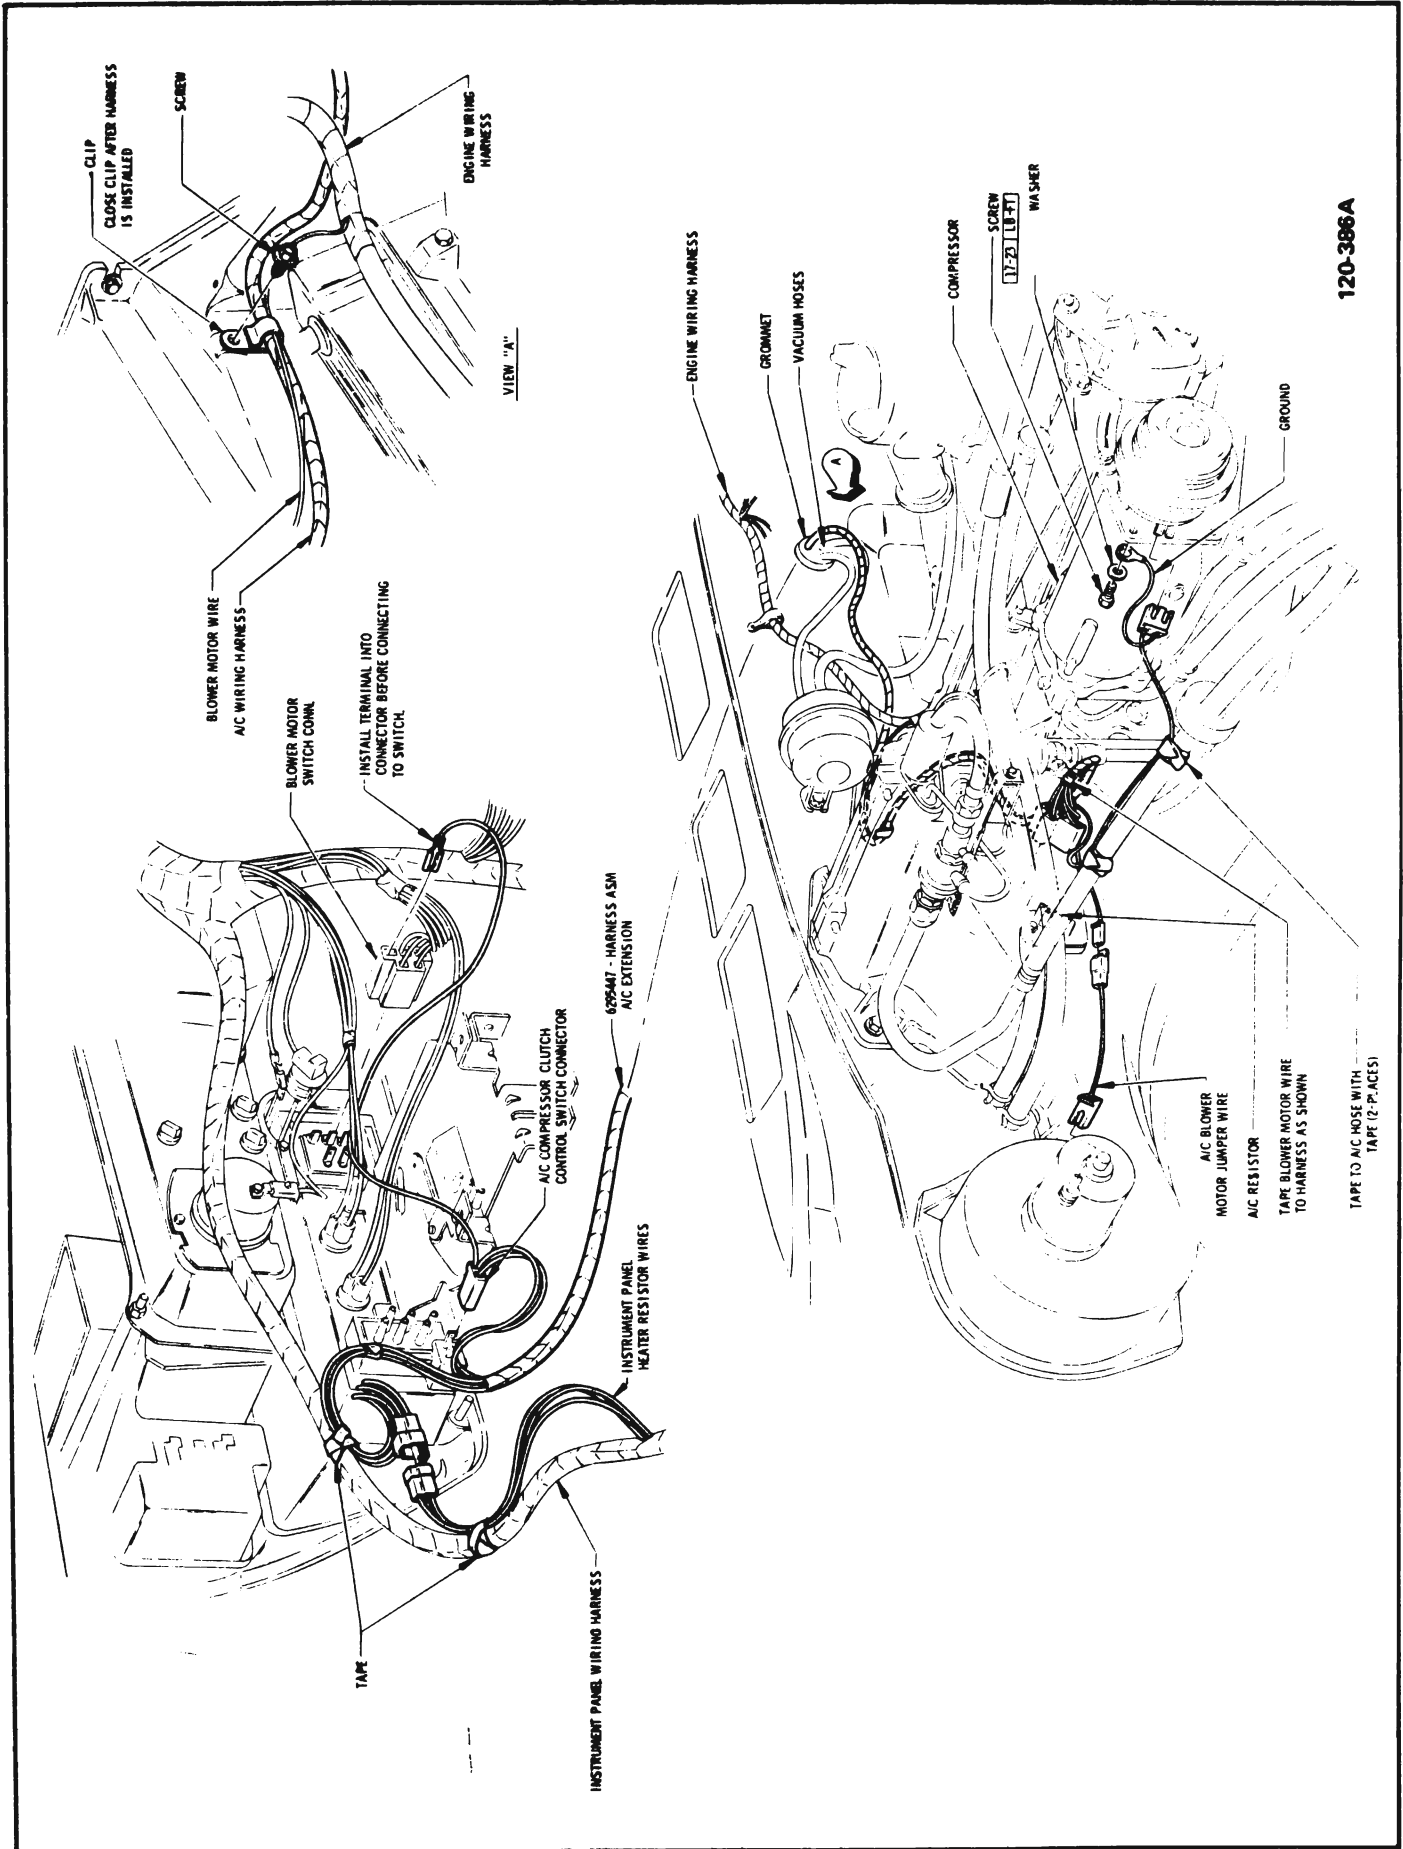 CLIP
CLOSE CLIP AFTER HARNESS
IS INSTALLED
SCREW
ENGINE WIRING
HARNESS
VIEW "A"
BLOWER MOTOR WIRE
A/C WIRING HARNESS
BLOWER MOTOR
SWITCH CONN.
INSTALL TERMINAL INTO
CONNECTOR BEFORE CONNECTING
TO SWITCH.
6295447 - HARNESS ASM
A/C EXTENSION
A/C COMPRESSOR CLUTCH
CONTROL SWITCH CONNECTOR
INSTRUMENT PANEL
HEATER RESISTOR WIRES
TAPE
INSTRUMENT PANEL WIRING HARNESS
ENGINE WIRING HARNESS
GROMMET
VACUUM HOSES
A
COMPRESSOR
SCREW
17-23 LB-FT
WASHER
GROUND
A/C BLOWER
MOTOR JUMPER WIRE
A/C RESISTOR
TAPE BLOWER MOTOR WIRE
TO HARNESS AS SHOWN
TAPE TO A/C HOSE WITH
TAPE (2-PLACES)
120-386A